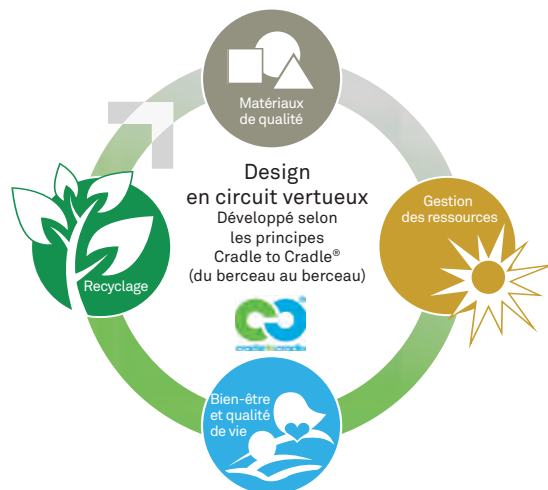 Matériaux
de qualité
Design
en circuit vertueux
Développé selon
les principes
Cradle to Cradle®
(du berceau au berceau)
Gestion
des ressources
Recyclage
cradletocradle
Bien-être
et qualité
de vie